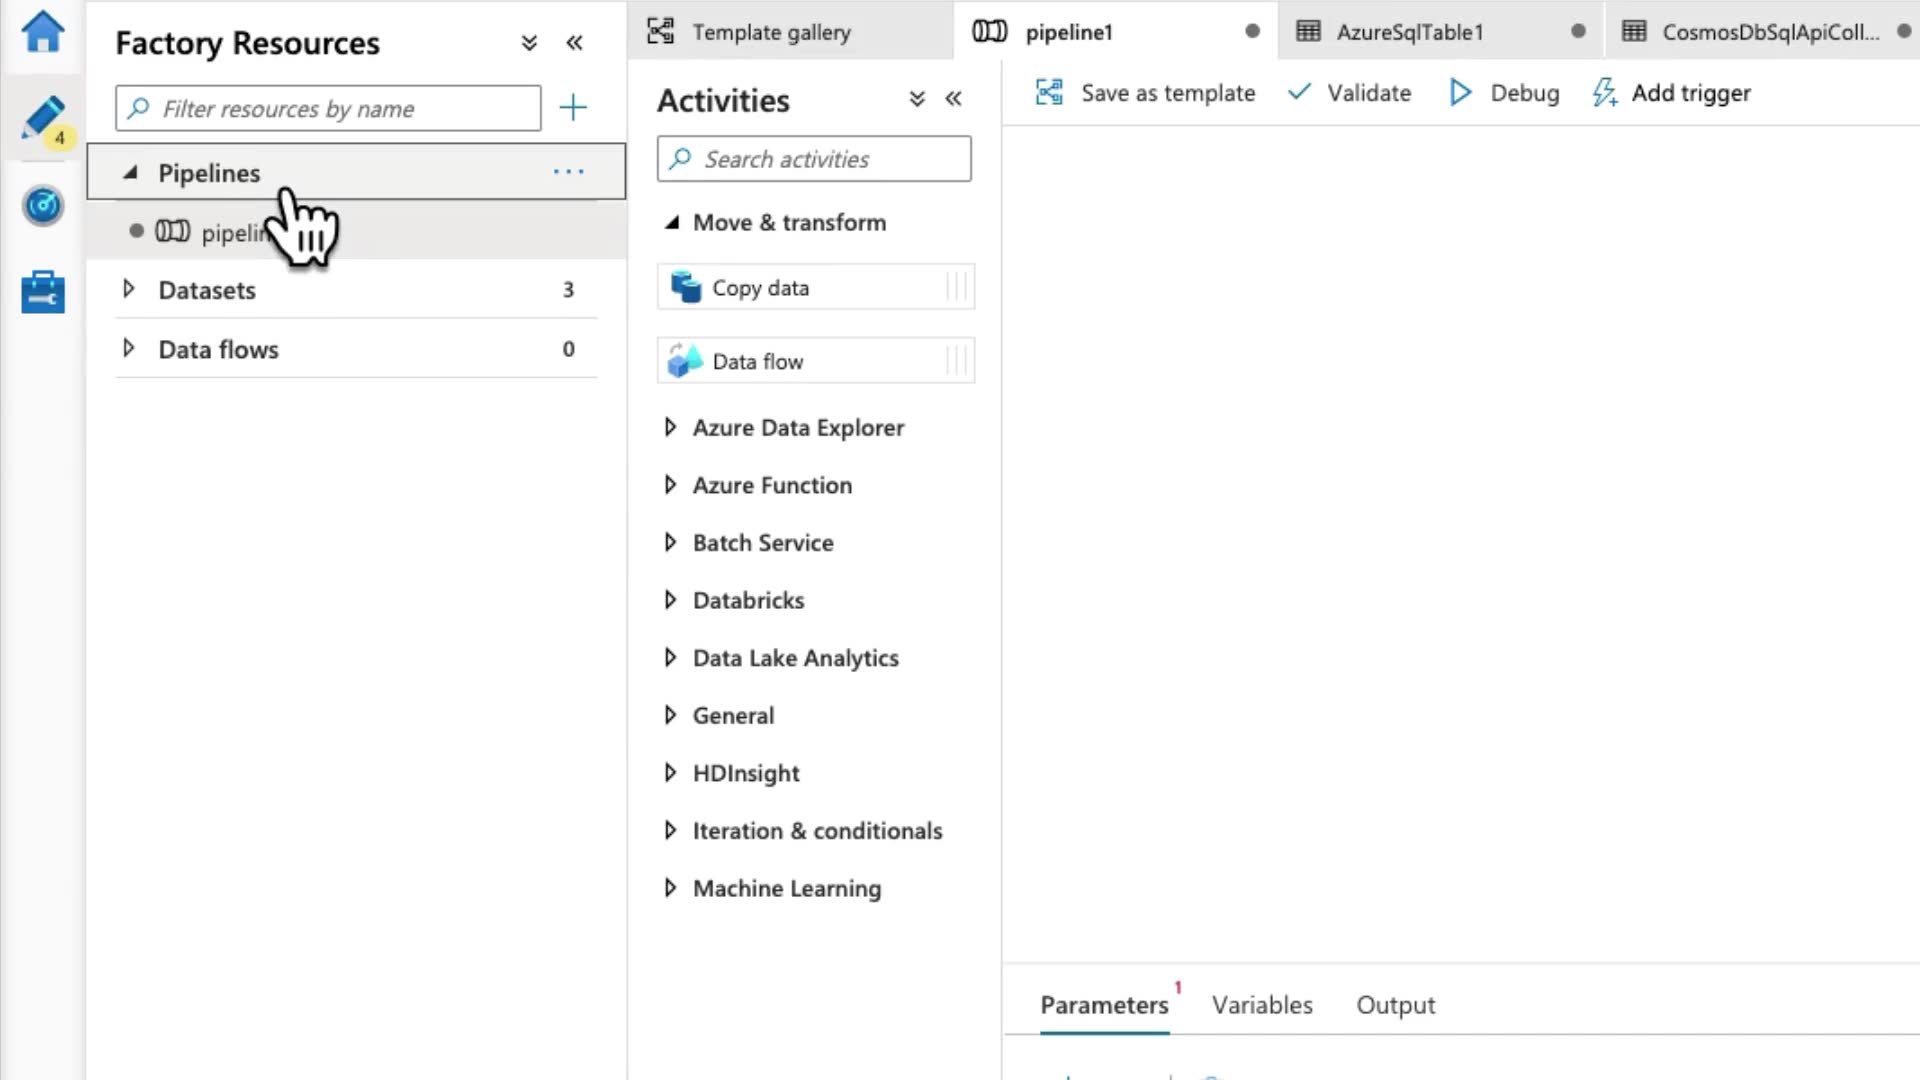 Factory Resources
Filter resources by name
4
Pipelines
Datasets 3
Data flows 0
Template gallery
pipeline1
AzureSqlTable1
CosmosDbSqlApiColl...
Activities
Search activities
Save as template
Validate
Debug
Add trigger
Move & transform
Copy data
Data flow
Azure Data Explorer
Azure Function
Batch Service
Databricks
Data Lake Analytics
General
HDInsight
Iteration & conditionals
Machine Learning
Parameters 1
Variables
Output